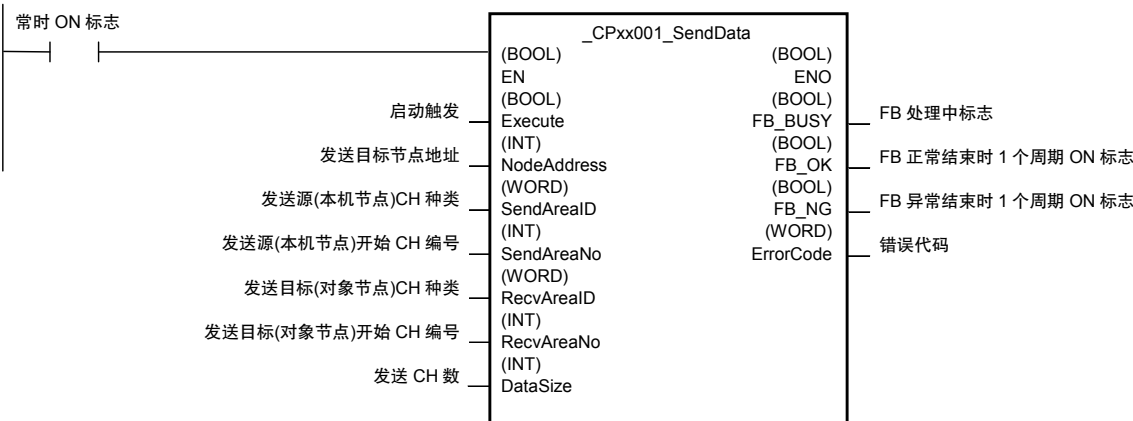 常时 ON 标志
_CPxx001_SendData
(BOOL) (BOOL)
EN ENO
(BOOL) (BOOL)
启动触发 Execute FB_BUSY FB 处理中标志
(INT) (BOOL)
发送目标节点地址 NodeAddress FB_OK FB 正常结束时 1 个周期 ON 标志
(WORD) (BOOL)
发送源(本机节点)CH 种类 SendAreaID FB_NG FB 异常结束时 1 个周期 ON 标志
(INT) (WORD)
发送源(本机节点)开始 CH 编号 SendAreaNo ErrorCode 错误代码
(WORD)
发送目标(对象节点)CH 种类 RecvAreaID
(INT)
发送目标(对象节点)开始 CH 编号 RecvAreaNo
(INT)
发送 CH 数 DataSize